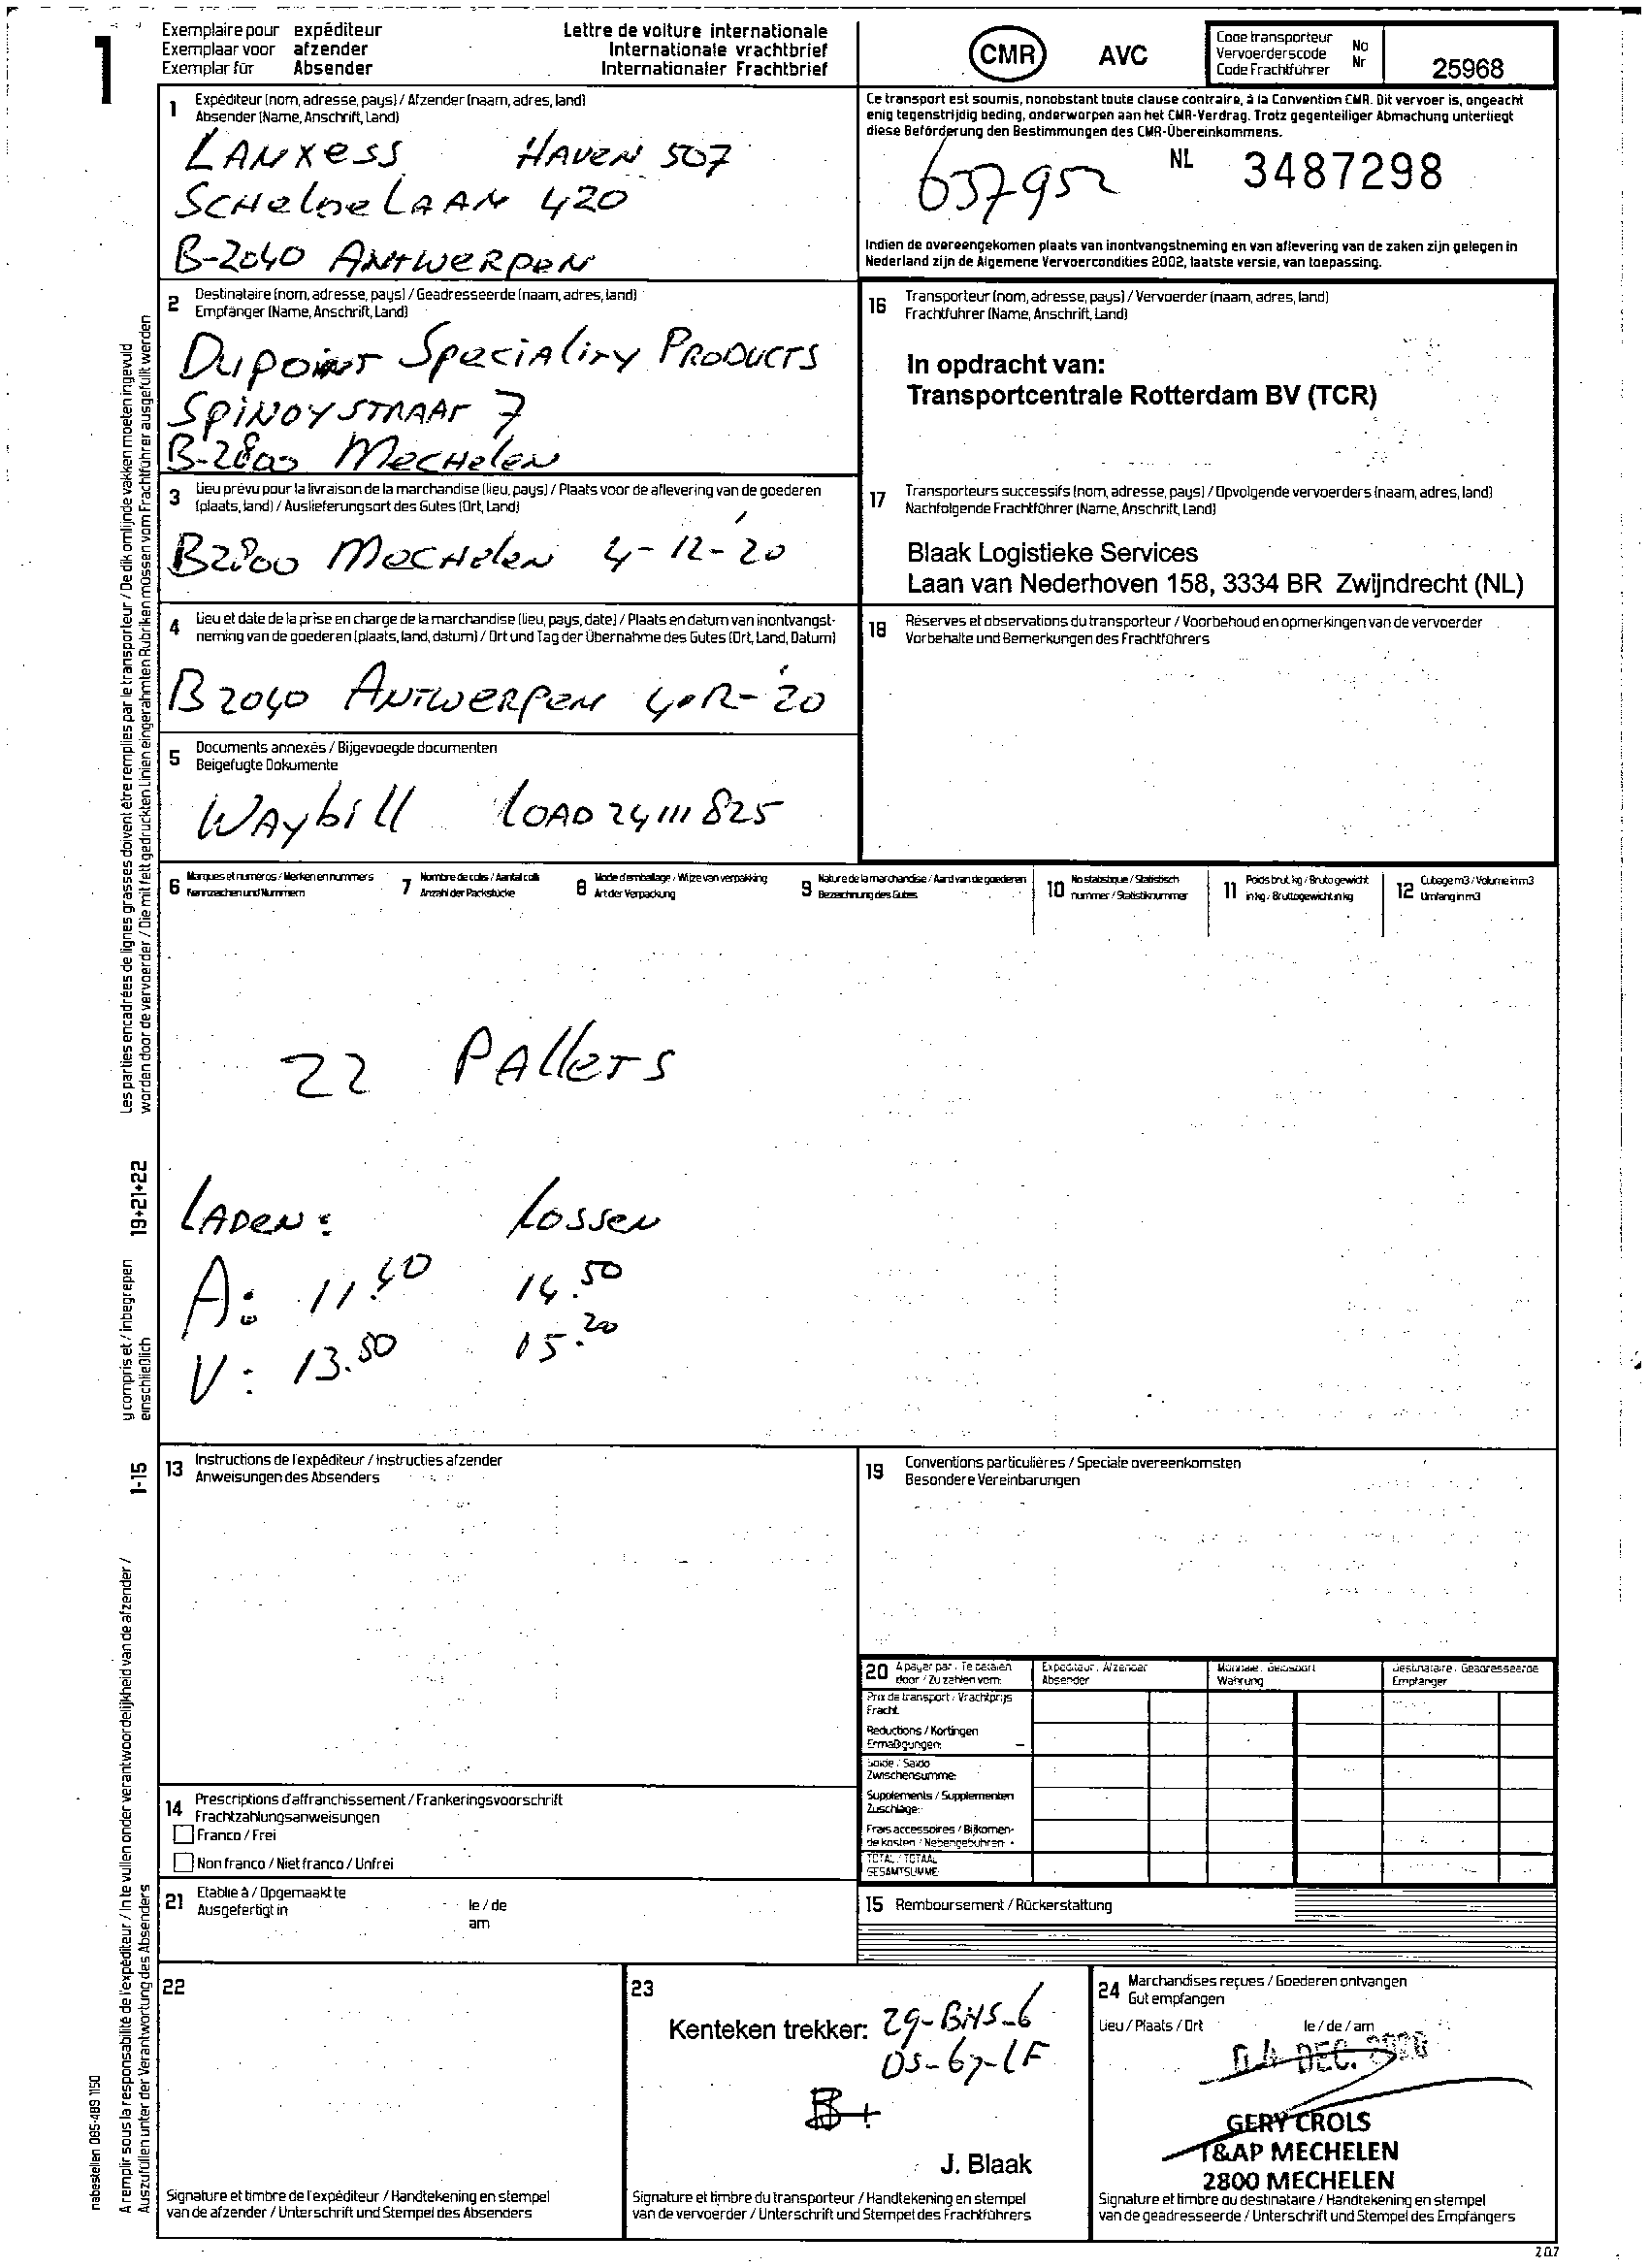 1
Exemplaire pour expéditeur
Exemplaar voor afzender
Exemplar für Absender
Lettre de voiture internationale
Internationale vrachtbrief
Internationaler Frachtbrief
CMR AVC
Code transporteur
Vervoerderscode
Code Frachtführer
No
Nr
25968
1 Expéditeur (nom, adresse, pays) / Afzender (naam, adres, land)
Absender (Name, Anschrift, Land)
LANXESS HAVEN 507
SCHELDELAAN 420
B-2040 ANTWERPEN
Ce transport est soumis, nonobstant toute clause contraire, à la Convention CMR. Dit vervoer is, ongeacht
enig tegenstrijdig beding, onderworpen aan het CMR-Verdrag. Trotz gegenteiliger Abmachung unterliegt
diese Beförderung den Bestimmungen des CMR-Übereinkommens.
637952 NL 3487298
Indien de overeengekomen plaats van inontvangstneming en van aflevering van de zaken zijn gelegen in
Nederland zijn de Algemene Vervoercondities 2002, laatste versie, van toepassing.
2 Destinataire (nom, adresse, pays) / Geadresseerde (naam, adres, land)
Empfänger (Name, Anschrift, Land)
Dupoint Speciality PRODUCTS
SPINOYSTRAAT 7
B-2800 MECHELEN
16 Transporteur (nom, adresse, pays) / Vervoerder (naam, adres, land)
Frachtführer (Name, Anschrift, Land)
In opdracht van:
Transportcentrale Rotterdam BV (TCR)
3 Lieu prévu pour la livraison de la marchandise (lieu, pays) / Plaats voor de aflevering van de goederen
(plaats, land) / Auslieferungsort des Gutes (Ort, Land)
B2800 MECHELEN 4-12-'20
17 Transporteurs successifs (nom, adresse, pays) / Opvolgende vervoerders (naam, adres, land)
Nachfolgende Frachtführer (Name, Anschrift, Land)
Blaak Logistieke Services
Laan van Nederhoven 158, 3334 BR Zwijndrecht (NL)
4 Lieu et date de la prise en charge de la marchandise (lieu, pays, date) / Plaats en datum van inontvangst-
neming van de goederen (plaats, land, datum) / Ort und Tag der Übernahme des Gutes (Ort, Land, Datum)
B 2040 ANTWERPEN 4-12-'20
18 Réserves et observations du transporteur / Voorbehoud en opmerkingen van de vervoerder
Vorbehalte und Bemerkungen des Frachtführers
5 Documents annexés / Bijgevoegde documenten
Beigefugte Dokumente
Waybill LOAD 24111825
6 Marques et numeros / Merken en nummers
Kennzeichen und Nummern
7 Nombre de colis / Aantal colli
Anzahl der Packstücke
8 Mode d'emballage / Wijze van verpakking
Art der Verpackung
9 Nature de la marchandise / Aard van de goederen
Bezeichnung des Gutes
10 No statistique / Statistisch
nummer / Statistiknummer
11 Poids brut, kg / Bruto gewicht
in kg / Bruttogewicht in kg
12 Cubage m3 / Volume in m3
Umfang in m3
22 PALLETS
LADEN: Lossen
A: 11.40 14.50
V: 13.50 15.20
13 Instructions de l'expéditeur / Instructies afzender
Anweisungen des Absenders
19 Conventions particulières / Speciale overeenkomsten
Besondere Vereinbarungen
20 A payer par / Te betalen
door / Zu zahlen vom:
Expediteur / Afzender
Absender
Wahrung
Destinataire / Geadresseerde
Empfänger
Prix de transport / Vrachtprijs
Fracht
Reductions / Kortingen
Ermaßgungen: –
Solde / Saldo
Zwischensumme:
Supplements / Supplementen
Zuschläge:
Frais accessoires / Bijkomen-
de kosten / Nebengebühren: +
TOTAL / TOTAAL
GESAMTSUMME:
14 Prescriptions d'affranchissement / Frankeringsvoorschrift
Frachtzahlungsanweisungen
Franco / Frei
Non franco / Niet franco / Unfrei
21 Etablie à / Opgemaakt te
Ausgefertigt in
le / de
am
15 Remboursement / Rückerstattung
22
Signature et timbre de l'expéditeur / Handtekening en stempel
van de afzender / Unterschrift und Stempel des Absenders
23
Kenteken trekker: 29-BHS-6
OS-67-LF
J. Blaak
Signature et timbre du transporteur / Handtekening en stempel
van de vervoerder / Unterschrift und Stempel des Frachtführers
24 Marchandises reçues / Goederen ontvangen
Gut empfangen
Lieu / Plaats / Ort le / de / am
04 DEC. 2020
GERY CROLS
T&AP MECHELEN
2800 MECHELEN
Signature et timbre du destinataire / Handtekening en stempel
van de geadresseerde / Unterschrift und Stempel des Empfängers
Les parties encadrées de lignes grasses doivent être remplies par le transporteur / De dik omlijnde vakken moeten ingevuld
worden door de vervoerder / Die mit fett gedruckten Linien eingerahmten Rubriken müssen vom Frachtführer ausgefüllt werden
19+21+22
y compris et / inbegrepen
einschließlich
1-15
A remplir sous la responsabilité de l'expéditeur / In te vullen onder verantwoordelijkheid van de afzender /
Auszufüllen unter der Verantwortung des Absenders
nabestellen 085-489 1150